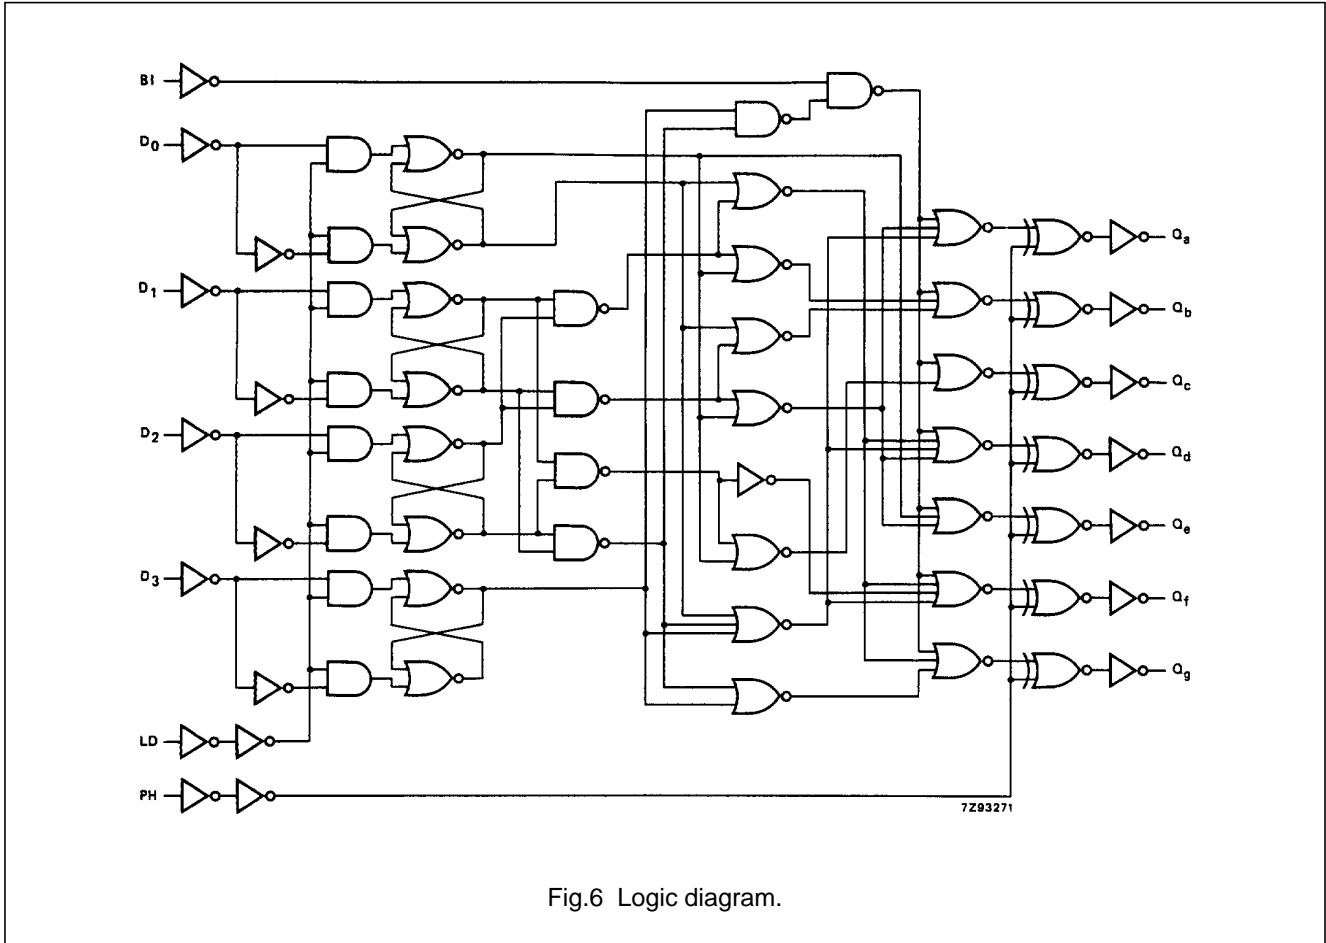 BI
D0
D1
D2
D3
LD
PH
Qa
Qb
Qc
Qd
Qe
Qf
Qg
7Z93271
Fig.6 Logic diagram.